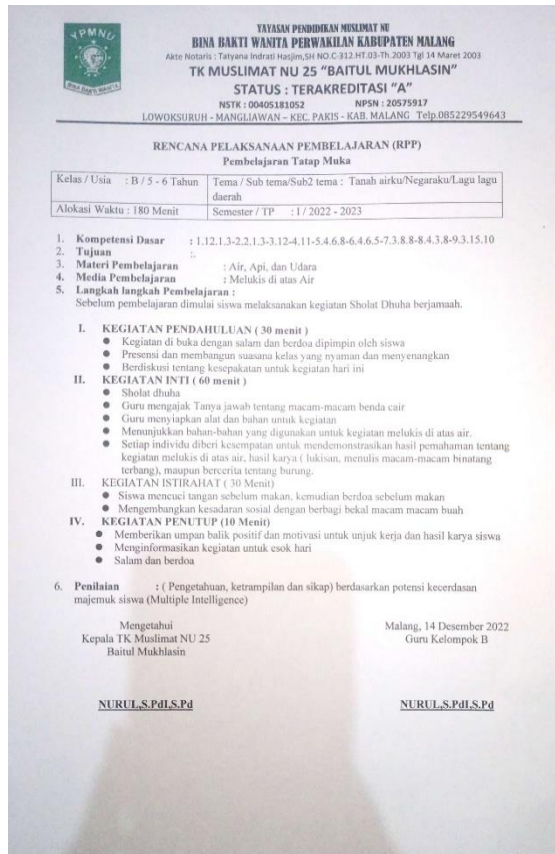 YPMNU
BINA BAKTI WANITA
YAYASAN PENDIDIKAN MUSLIMAT NU
BINA BAKTI WANITA PERWAKILAN KABUPATEN MALANG
Akte Notaris : Tatyana Indrati Hasjim,SH NO.C-312.HT.03-Th.2003 Tgl 14 Maret 2003
TK MUSLIMAT NU 25 "BAITUL MUKHLASIN"
STATUS : TERAKREDITASI "A"
NSTK : 00405181052 NPSN : 20575917
LOWOKSURUH - MANGLIAWAN – KEC. PAKIS - KAB. MALANG Telp.085229549643
RENCANA PELAKSANAAN PEMBELAJARAN (RPP)
Pembelajaran Tatap Muka
Kelas / Usia : B / 5 - 6 Tahun Tema / Sub tema/Sub2 tema : Tanah airku/Negaraku/Lagu lagu
daerah
Alokasi Waktu : 180 Menit Semester / TP : I / 2022 - 2023
1. Kompetensi Dasar : 1.12.1.3-2.2.1.3-3.12-4.11-5.4.6.8-6.4.6.5-7.3.8.8-8.4.3.8-9.3.15.10
2. Tujuan :.
3. Materi Pembelajaran : Air, Api, dan Udara
4. Media Pembelajaran : Melukis di atas Air
5. Langkah langkah Pembelajaran :
Sebelum pembelajaran dimulai siswa melaksanakan kegiatan Sholat Dhuha berjamaah.
I. KEGIATAN PENDAHULUAN ( 30 menit )
● Kegiatan di buka dengan salam dan berdoa dipimpin oleh siswa
● Presensi dan membangun suasana kelas yang nyaman dan menyenangkan
● Berdiskusi tentang kesepakatan untuk kegiatan hari ini
II. KEGIATAN INTI ( 60 menit )
● Sholat dhuha
● Guru mengajak Tanya jawab tentang macam-macam benda cair
● Guru menyiapkan alat dan bahan untuk kegiatan
● Menunjukkan bahan-bahan yang digunakan untuk kegiatan melukis di atas air.
● Setiap individu diberi kesempatan untuk mendemonstrasikan hasil pemuhaman tentang
kegiatan melukis di atas air, hasil karya ( lukisan, menulis macam-macam binatang
terbang), maupun bercerita tentang burung.
III. KEGIATAN ISTIRAHAT ( 30 Menit)
● Siswa mencuci tangan sebelum makan, kemudian berdoa sebelum makan
● Mengembangkan kesadaran sosial dengan berbagi bekal macam macam buah
IV. KEGIATAN PENUTUP (10 Menit)
● Memberikan umpan balik positif dan motivasi untuk unjuk kerja dan hasil karya siswa
● Menginformasikan kegiatan untuk esok hari
● Salam dan berdoa
6. Penilaian : ( Pengetahuan, ketrampilan dan sikap) berdasarkan potensi kecerdasan
majemuk siswa (Multiple Intelligence)
Mengetahui Malang, 14 Desember 2022
Kepala TK Muslimat NU 25 Guru Kelompok B
Baitul Mukhlasin
NURUL,S.PdI,S.Pd NURUL,S.PdI,S.Pd